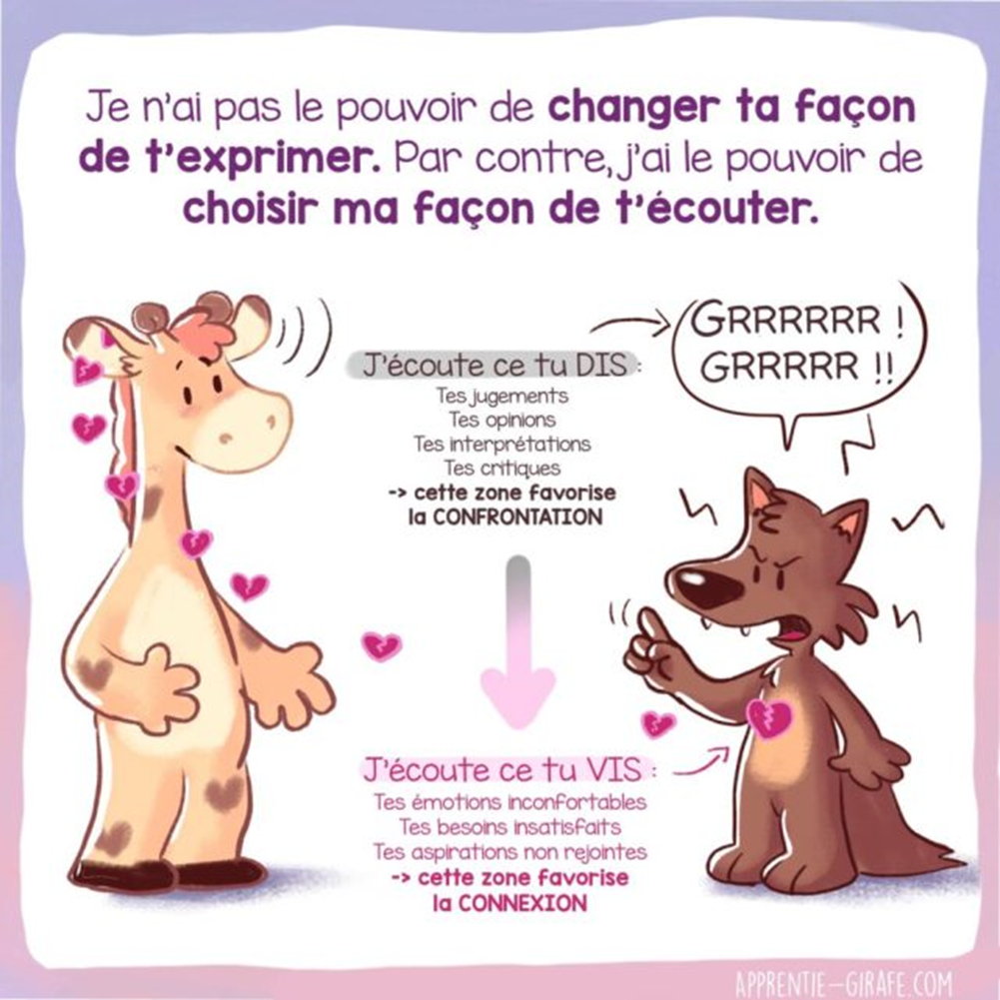 Je n'ai pas le pouvoir de changer ta façon
de t'exprimer. Par contre, j'ai le pouvoir de
choisir ma façon de t'écouter.
GRRRRRR !
GRRRRR !!
J'écoute ce tu DIS :
Tes jugements
Tes opinions
Tes interprétations
Tes critiques
-> cette zone favorise
la CONFRONTATION
J'écoute ce tu VIS :
Tes émotions inconfortables
Tes besoins insatisfaits
Tes aspirations non rejointes
-> cette zone favorise
la CONNEXION
APPRENTIE-GIRAFE.COM